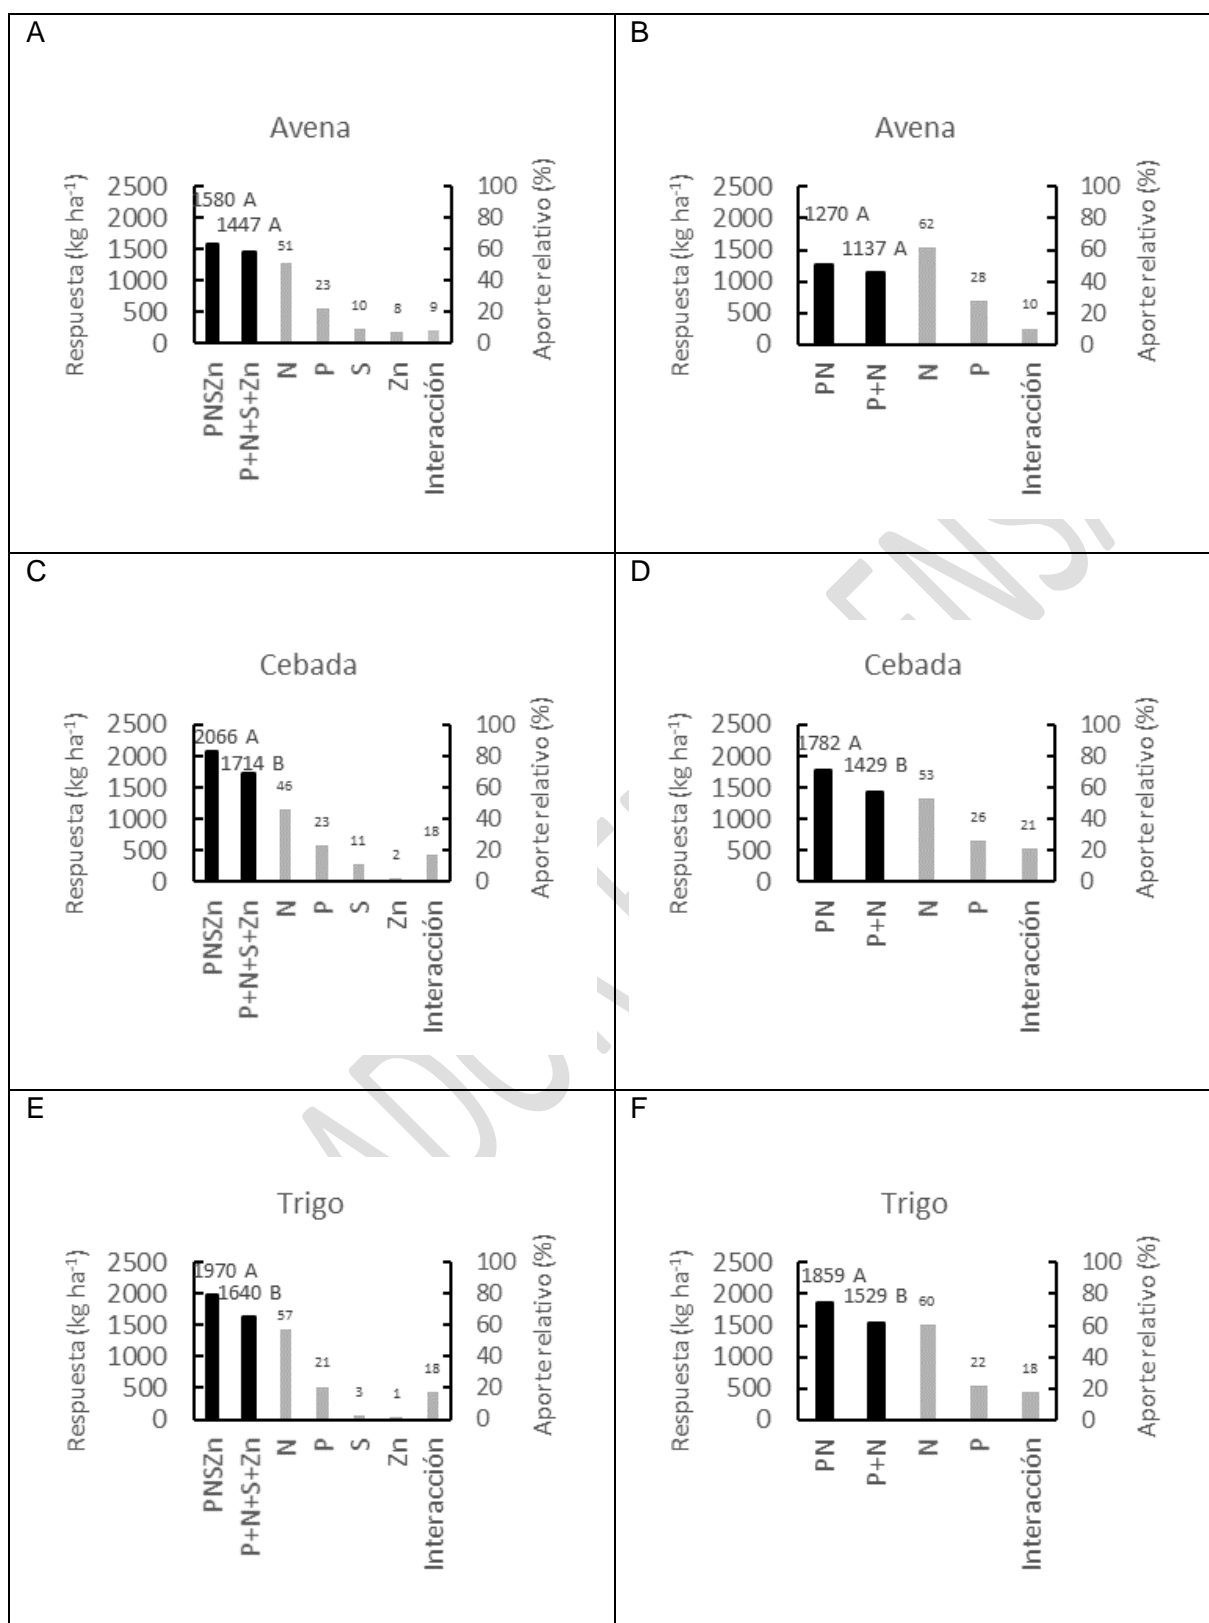 A
Avena
Respuesta (kg ha-1)
2500
2000
1500
1000
500
0
1580 A
1447 A
51
23
10
8
9
100
80
60
40
20
0
Aporte relativo (%)
PNSZn
P+N+S+Zn
N
P
S
Zn
Interacción
B
Avena
Respuesta (kg ha-1)
2500
2000
1500
1000
500
0
1270 A
1137 A
62
28
10
100
80
60
40
20
0
Aporte relativo (%)
PN
P+N
N
P
Interacción
C
Cebada
Respuesta (kg ha-1)
2500
2000
1500
1000
500
0
2066 A
1714 B
46
23
11
2
18
100
80
60
40
20
0
Aporte relativo (%)
PNSZn
P+N+S+Zn
N
P
S
Zn
Interacción
D
Cebada
Respuesta (kg ha-1)
2500
2000
1500
1000
500
0
1782 A
1429 B
53
26
21
100
80
60
40
20
0
Aporte relativo (%)
PN
P+N
N
P
Interacción
E
Trigo
Respuesta (kg ha-1)
2500
2000
1500
1000
500
0
1970 A
1640 B
57
21
3
1
18
100
80
60
40
20
0
Aporte relativo (%)
PNSZn
P+N+S+Zn
N
P
S
Zn
Interacción
F
Trigo
Respuesta (kg ha-1)
2500
2000
1500
1000
500
0
1859 A
1529 B
60
22
18
100
80
60
40
20
0
Aporte relativo (%)
PN
P+N
N
P
Interacción